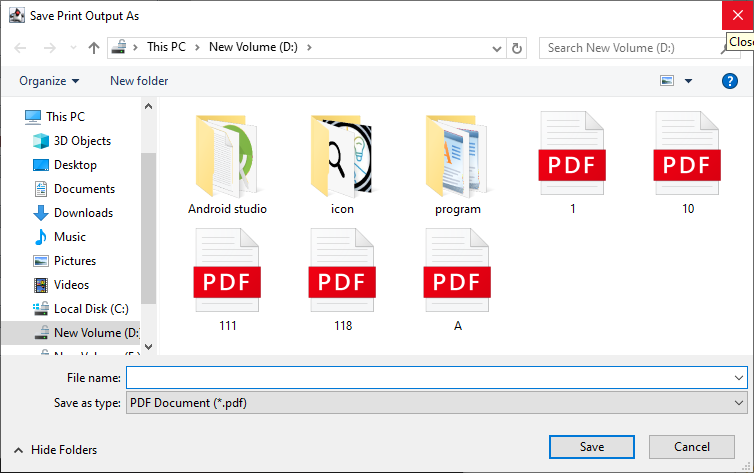 Save Print Output As
This PC > New Volume (D:) >
Search New Volume (D:)
Close
Organize
New folder
This PC
3D Objects
Desktop
Documents
Downloads
Music
Pictures
Videos
Local Disk (C:)
New Volume (D:
Android studio
icon
program
PDF
1
PDF
10
PDF
111
PDF
118
PDF
A
File name:
Save as type:
PDF Document (*.pdf)
Hide Folders
Save
Cancel